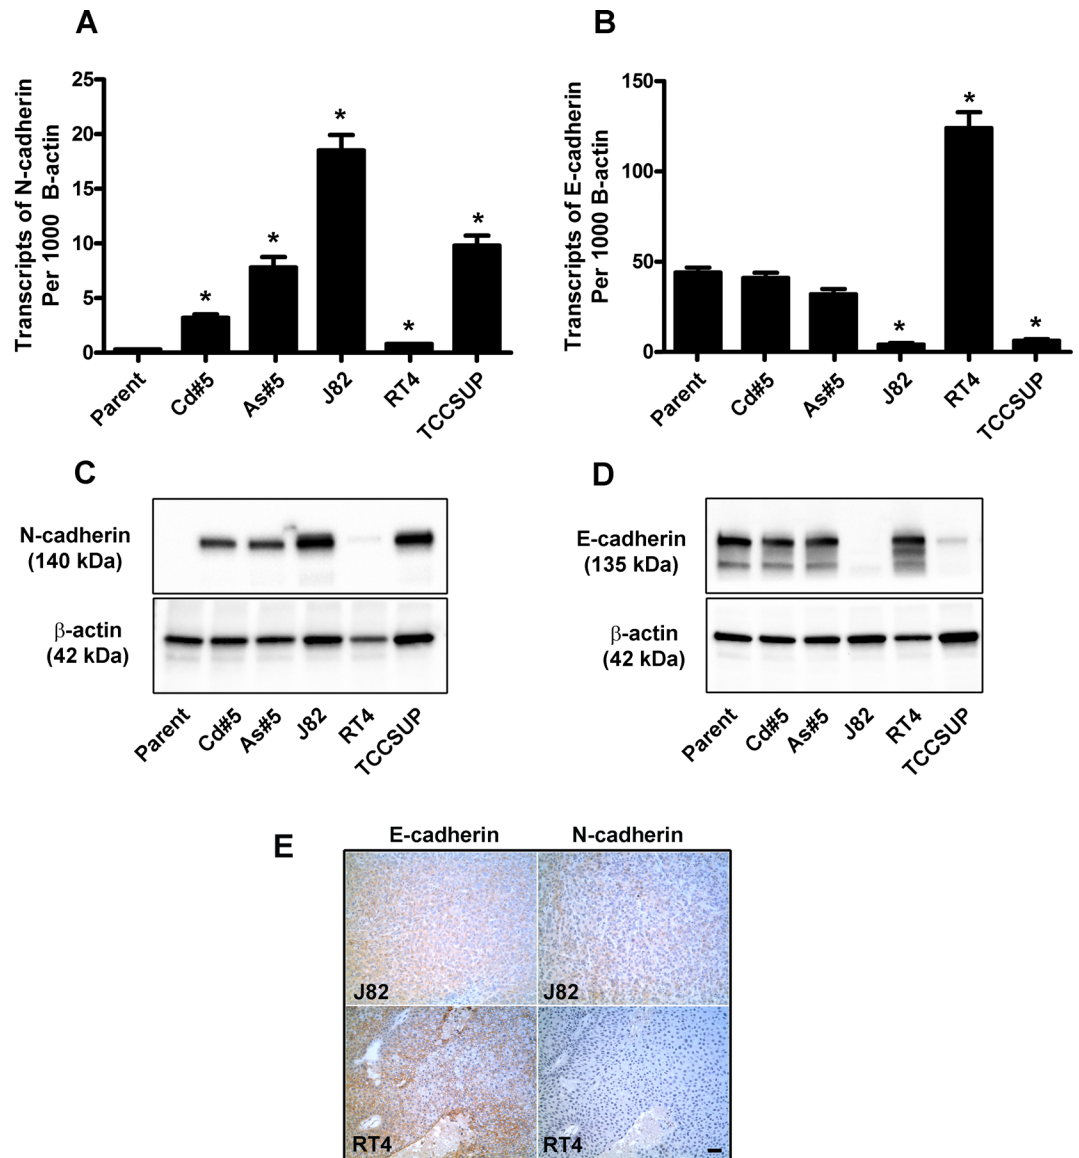 A
Transcripts of N-cadherin
Per 1000 B-actin
25
20
15
10
5
0
*
*
*
*
*
Parent
Cd#5
As#5
J82
RT4
TCCSUP
B
Transcripts of E-cadherin
Per 1000 B-actin
150
100
50
0
*
*
*
Parent
Cd#5
As#5
J82
RT4
TCCSUP
C
N-cadherin
(140 kDa)
β-actin
(42 kDa)
Parent
Cd#5
As#5
J82
RT4
TCCSUP
D
E-cadherin
(135 kDa)
β-actin
(42 kDa)
Parent
Cd#5
As#5
J82
RT4
TCCSUP
E
E-cadherin
N-cadherin
J82
J82
RT4
RT4